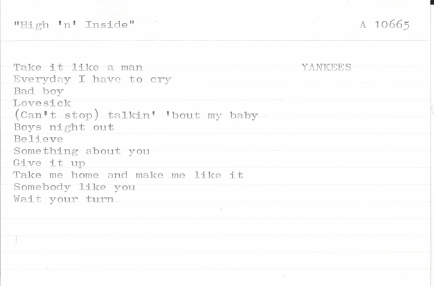 "High 'n' Inside" A 10665
Take it like a man YANKEES
Everyday I have to cry
Bad boy
Lovesick
(Can't stop) talkin' 'bout my baby
Boys night out
Believe
Something about you
Give it up
Take me home and make me like it
Somebody like you
Wait your turn